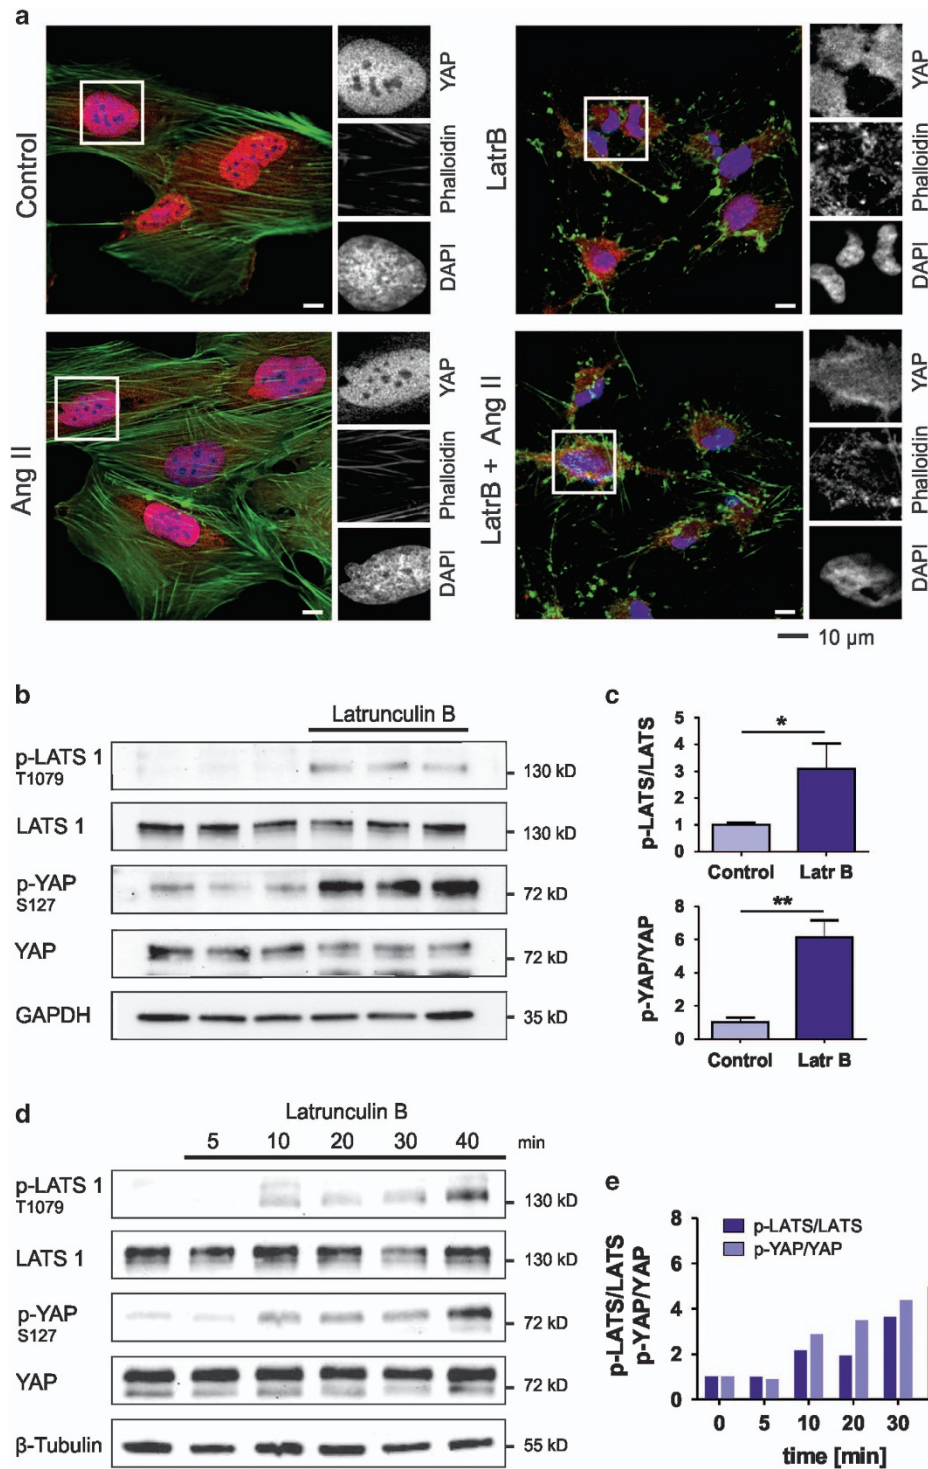 a
Control
YAP
Phalloidin
DAPI
LatrB
YAP
Phalloidin
DAPI
Ang II
YAP
Phalloidin
DAPI
LatrB + Ang II
YAP
Phalloidin
DAPI
10 µm
b
Latrunculin B
p-LATS 1
T1079
130 kD
LATS 1
130 kD
p-YAP
S127
72 kD
YAP
72 kD
GAPDH
35 kD
c
p-LATS/LATS
5
4
3
2
1
0
*
Control Latr B
p-YAP/YAP
8
6
4
2
0
**
Control Latr B
d
Latrunculin B
5 10 20 30 40 min
p-LATS 1
T1079
130 kD
LATS 1
130 kD
p-YAP
S127
72 kD
YAP
72 kD
β-Tubulin
55 kD
e
p-LATS/LATS
p-YAP/YAP
8
6
4
2
0
p-LATS/LATS
p-YAP/YAP
0 5 10 20 30
time [min]